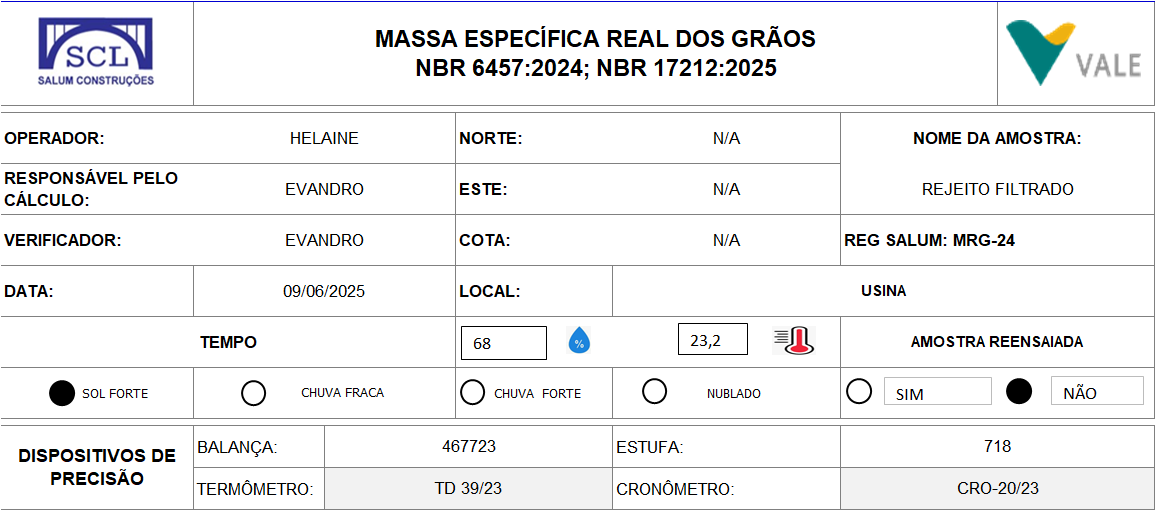 SCL
SALUM CONSTRUÇÕES
MASSA ESPECÍFICA REAL DOS GRÃOS
NBR 6457:2024; NBR 17212:2025
VALE
OPERADOR: HELAINE NORTE: N/A NOME DA AMOSTRA:
RESPONSÁVEL PELO
CÁLCULO: EVANDRO ESTE: N/A REJEITO FILTRADO
VERIFICADOR: EVANDRO COTA: N/A REG SALUM: MRG-24
DATA: 09/06/2025 LOCAL: USINA
TEMPO 68 % 23,2 AMOSTRA REENSAIADA
SOL FORTE CHUVA FRACA CHUVA FORTE NUBLADO SIM NÃO
DISPOSITIVOS DE
PRECISÃO
BALANÇA: 467723 ESTUFA: 718
TERMÔMETRO: TD 39/23 CRONÔMETRO: CRO-20/23